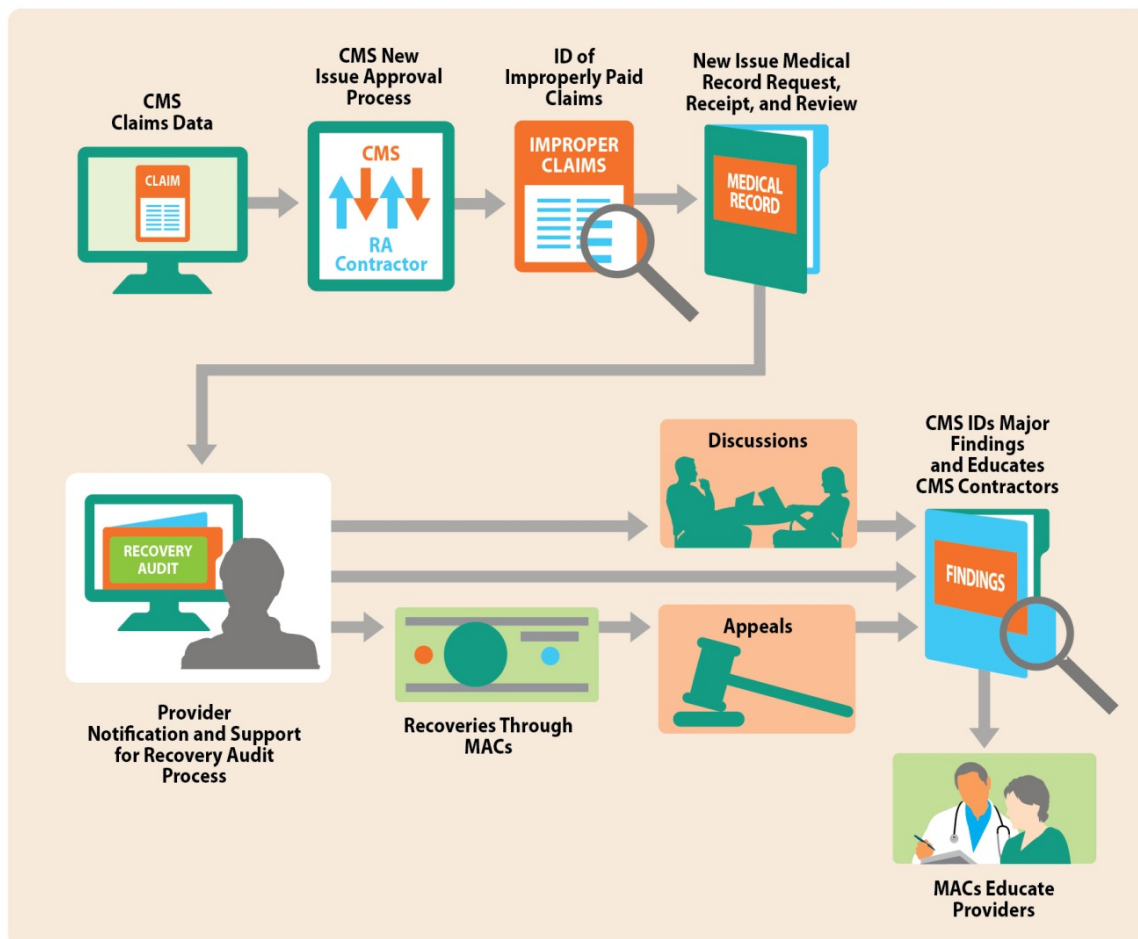 CMS
Claims Data
CLAIM
CMS New
Issue Approval
Process
CMS
RA
Contractor
ID of
Improperly Paid
Claims
IMPROPER
CLAIMS
New Issue Medical
Record Request,
Receipt, and Review
MEDICAL
RECORD
RECOVERY
AUDIT
Provider
Notification and Support
for Recovery Audit
Process
Discussions
Recoveries Through
MACs
Appeals
CMS IDs Major
Findings
and Educates
CMS Contractors
FINDINGS
MACs Educate
Providers